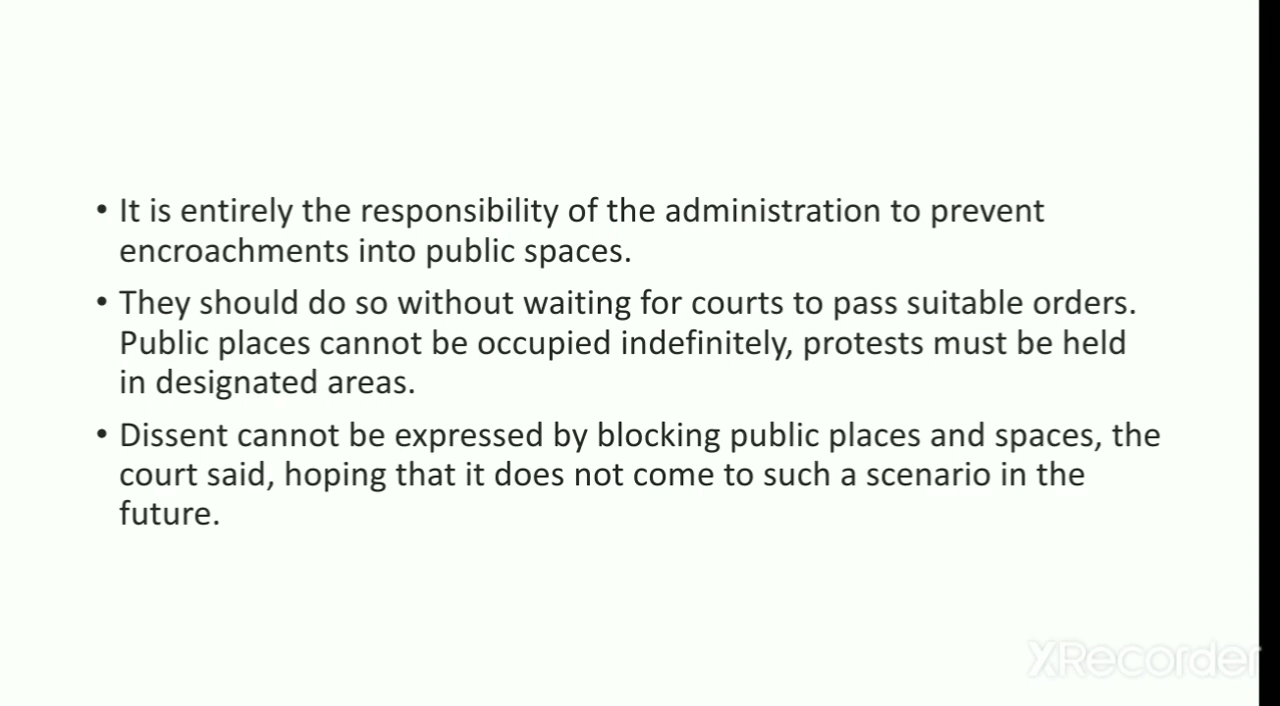 • It is entirely the responsibility of the administration to prevent
encroachments into public spaces.
• They should do so without waiting for courts to pass suitable orders.
Public places cannot be occupied indefinitely, protests must be held
in designated areas.
• Dissent cannot be expressed by blocking public places and spaces, the
court said, hoping that it does not come to such a scenario in the
future.
XRecorder